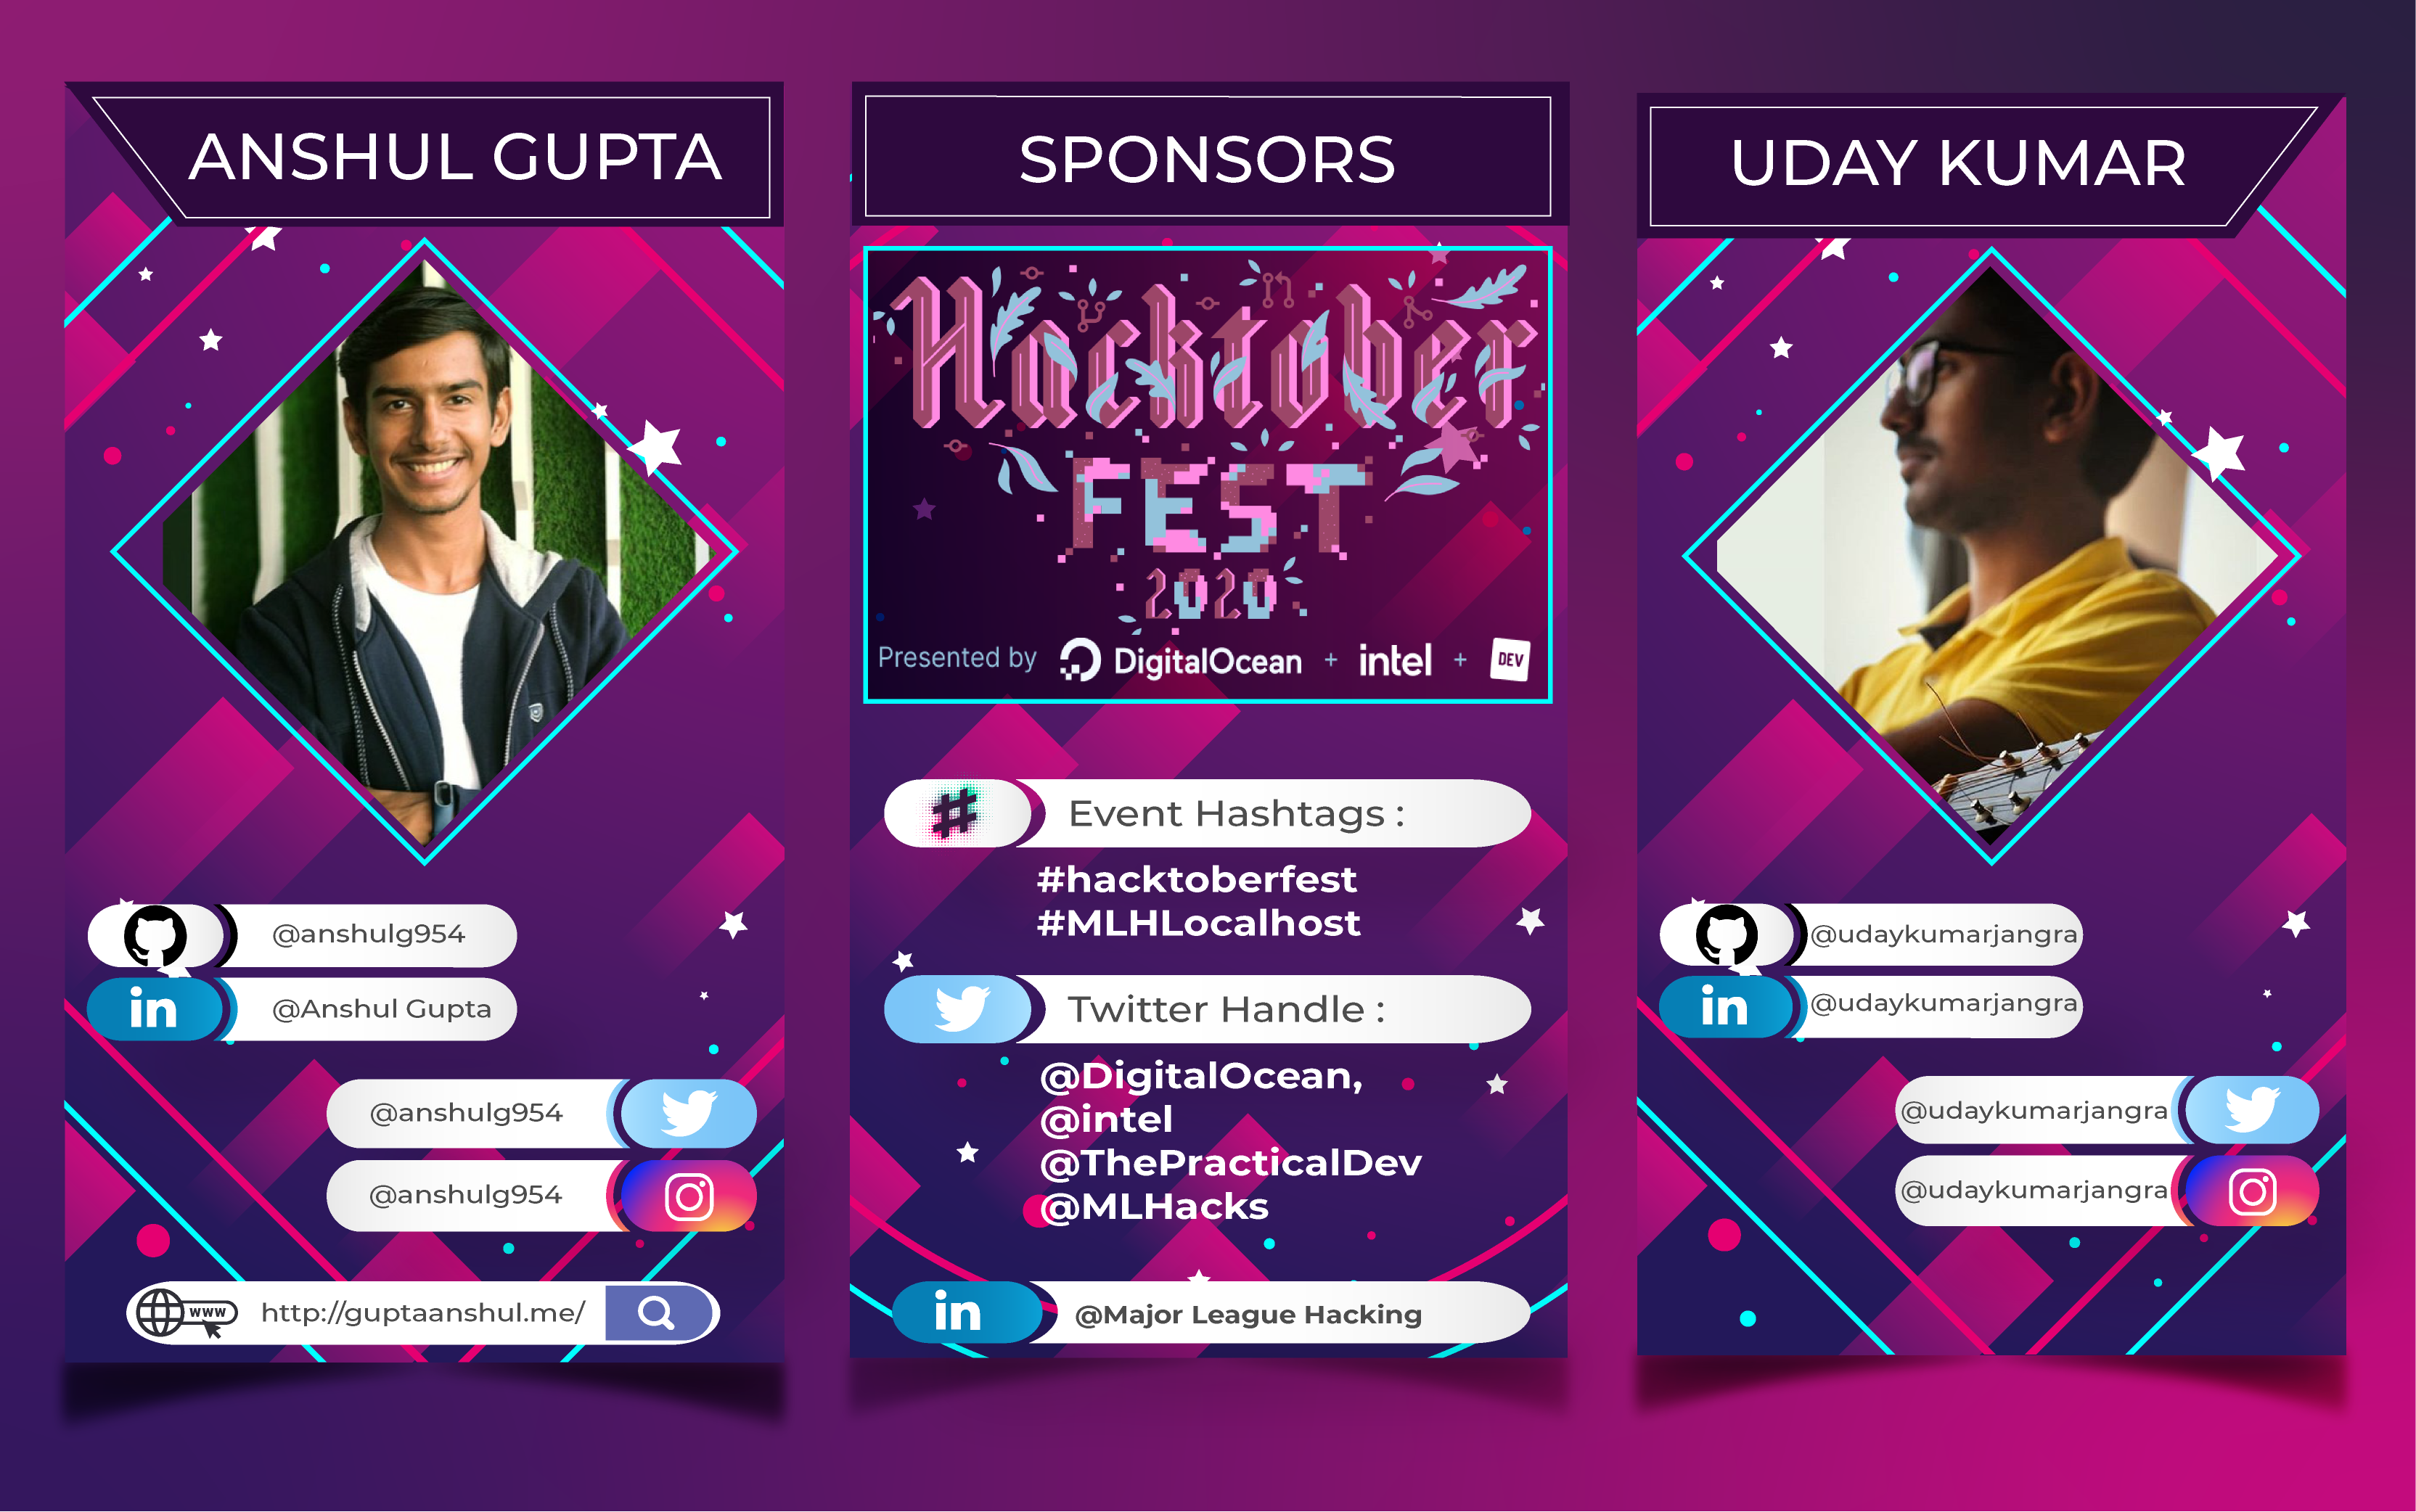 ANSHUL GUPTA
@anshulg954
in @Anshul Gupta
@anshulg954
@anshulg954
www http://guptaanshul.me/
SPONSORS
Hacktober
FEST
2020
Presented by DigitalOcean + intel + DEV
# Event Hashtags :
#hacktoberfest
#MLHLocalhost
Twitter Handle :
@DigitalOcean,
@intel
@ThePracticalDev
@MLHacks
in @Major League Hacking
UDAY KUMAR
@udaykumarjangra
in @udaykumarjangra
@udaykumarjangra
@udaykumarjangra